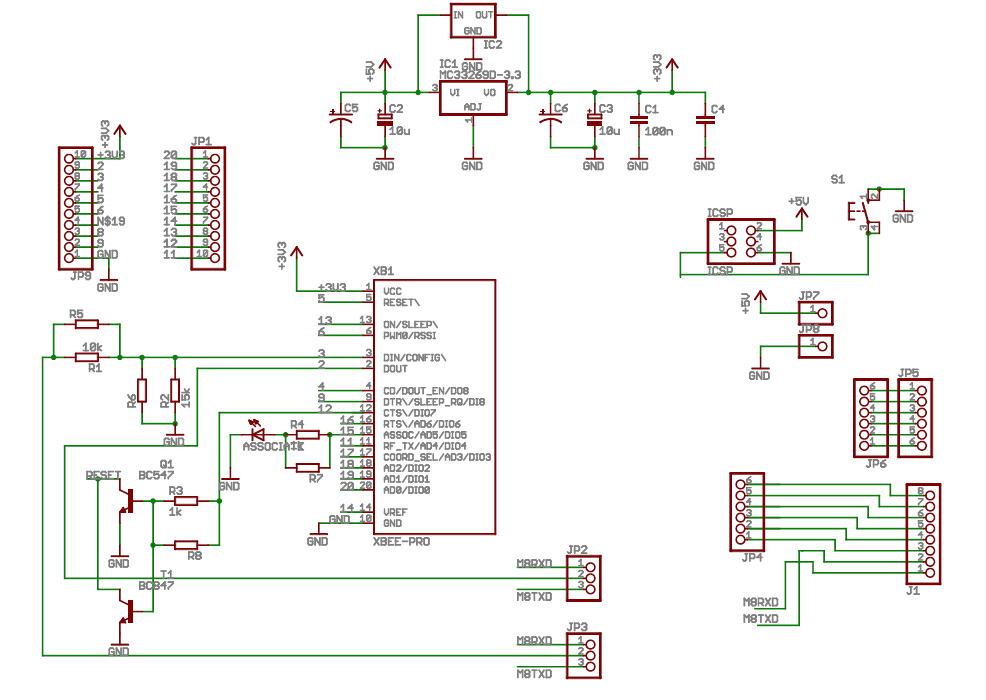 IN OUT
GND
IC2
GND
IC1
MC33269D-3.3
+5V
+3V3
3 VI VO 2
ADJ
1
C5
C2
10u
C6
C3
10u
C1
100n
C4
GND
GND
GND
GND
GND
+3V3
10 +3V3
9 2
8 3
7 4
6 5
5 6
4 N$19
3 8
2 9
1 GND
JP9
GND
JP1
20 1
19 2
18 3
17 4
16 5
15 6
14 7
13 8
12 9
11 10
S1
1 2
3 4
GND
ICSP
+5V
1 2
3 4
5 6
ICSP
GND
+5V
JP7
1
JP8
1
GND
+3V3
XB1
+3V3 1 VCC
5 5 RESET\
13 13 ON/SLEEP\
6 6 PWM0/RSSI
3 3 DIN/CONFIG\
2 2 DOUT
4 4 CD/DOUT_EN/DO8
9 9 DTR/SLEEP_RQ/DI8
12 12 CTS\/DIO7
16 16 RTS\/AD6/DIO6
15 15 ASSOC/AD5/DIO5
11 11 RF_TX/AD4/DIO4
17 17 COORD_SEL/AD3/DIO3
18 18 AD2/DIO2
19 19 AD1/DIO1
20 20 AD0/DIO0
14 14 VREF
GND 10 GND
GND
XBEE-PRO
R5
10k
R1
R6
R2
15k
GND
R4
ASSOCIATE
1k
R7
GND
RESET
Q1
BC547
R3
1k
R8
GND
T1
BC847
GND
JP2
M8RXD 1
2
M8TXD 3
JP3
M8RXD 1
2
M8TXD 3
JP5
6 1
5 2
4 3
3 4
2 5
1 6
JP6
6
5
4
3
2
1
JP4
8
7
6
5
4
3
2
1
J1
M8RXD
M8TXD